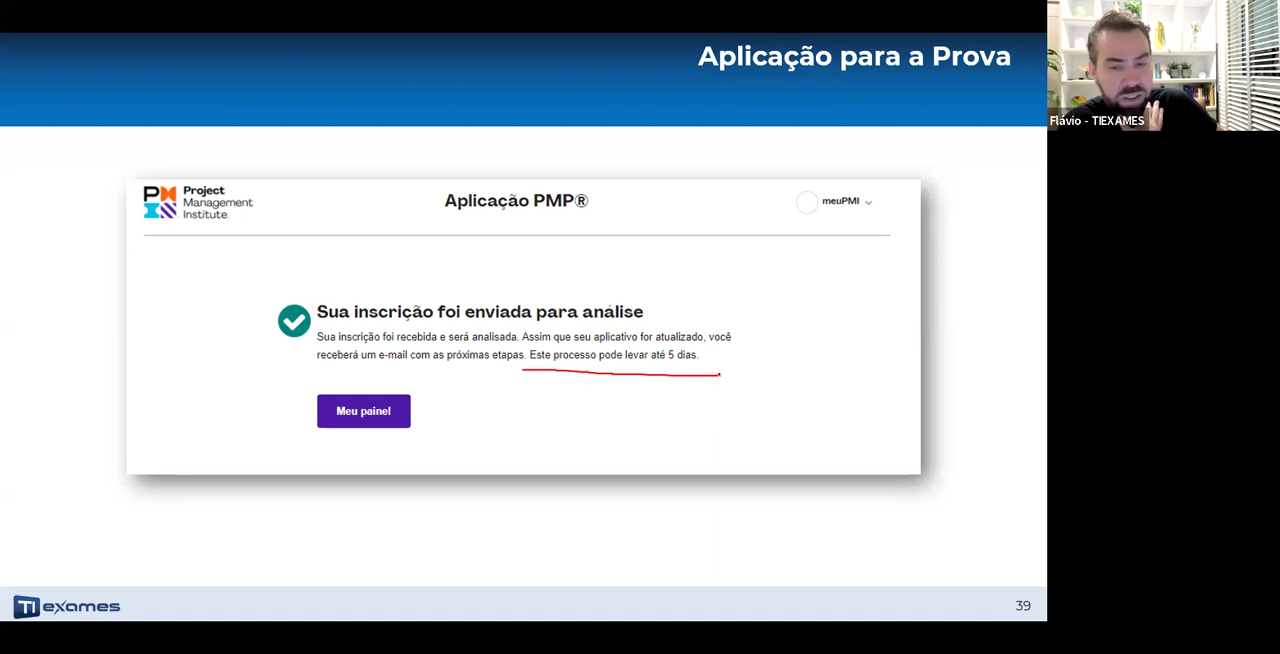 Aplicação para a Prova
Flávio - TIEXAMES
Project
Management
Institute.
Aplicação PMP®
meuPMI
Sua inscrição foi enviada para análise
Sua inscrição foi recebida e será analisada. Assim que seu aplicativo for atualizado, você
receberá um e-mail com as próximas etapas. Este processo pode levar até 5 dias.
Meu painel
TI exames
39